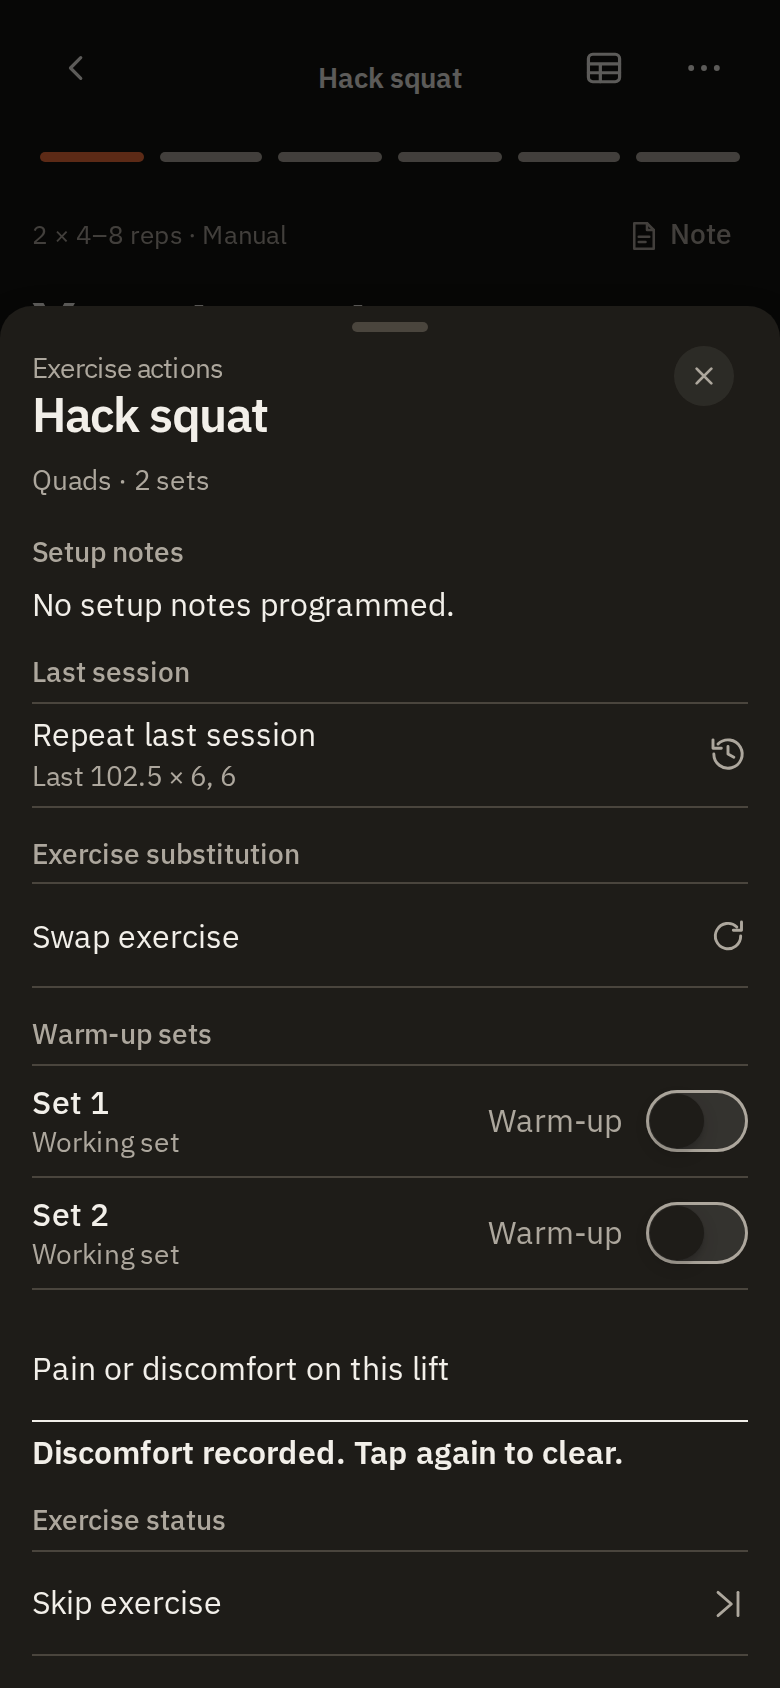 Hack squat
2 × 4–8 reps · Manual
Note
Exercise actions
Hack squat
Quads · 2 sets
Setup notes
No setup notes programmed.
Last session
Repeat last session
Last 102.5 × 6, 6
Exercise substitution
Swap exercise
Warm-up sets
Set 1
Warm-up
Working set
Set 2
Warm-up
Working set
Pain or discomfort on this lift
Discomfort recorded. Tap again to clear.
Exercise status
Skip exercise